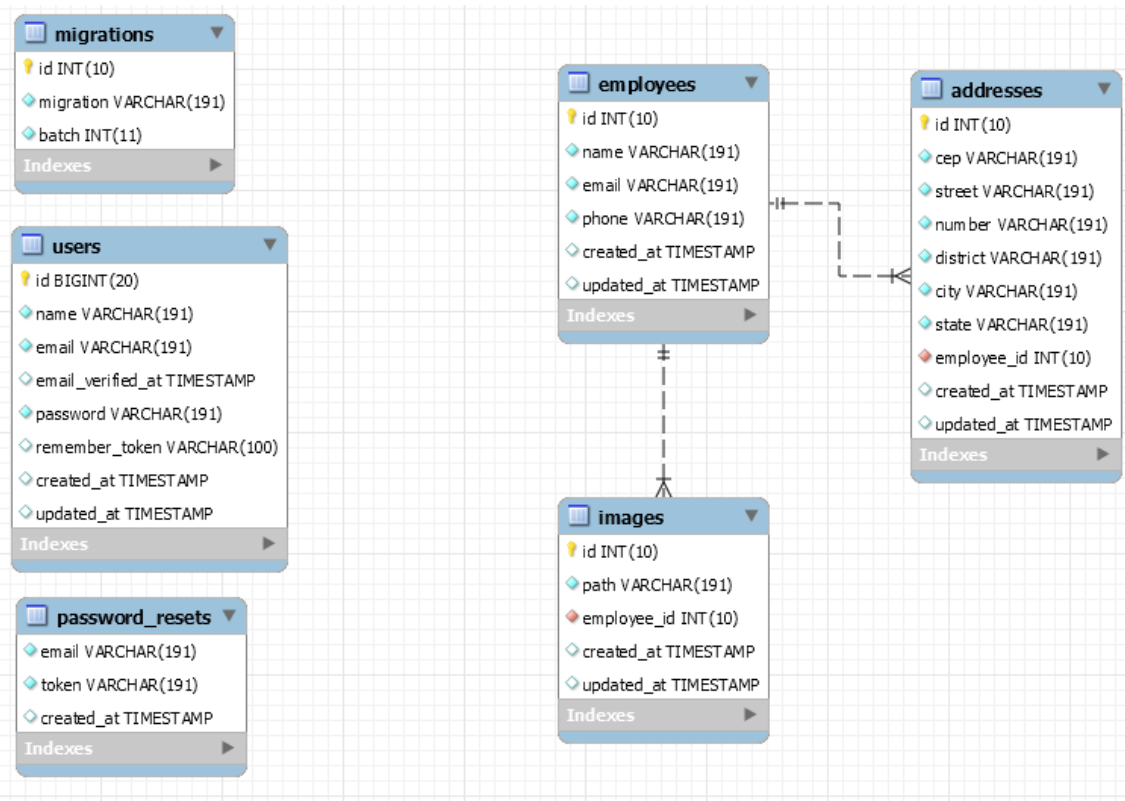 migrations
id INT(10)
migration VARCHAR(191)
batch INT(11)
Indexes
users
id BIGINT(20)
name VARCHAR(191)
email VARCHAR(191)
email_verified_at TIMESTAMP
password VARCHAR(191)
remember_token VARCHAR(100)
created_at TIMESTAMP
updated_at TIMESTAMP
Indexes
password_resets
email VARCHAR(191)
token VARCHAR(191)
created_at TIMESTAMP
Indexes
employees
id INT(10)
name VARCHAR(191)
email VARCHAR(191)
phone VARCHAR(191)
created_at TIMESTAMP
updated_at TIMESTAMP
Indexes
images
id INT(10)
path VARCHAR(191)
employee_id INT(10)
created_at TIMESTAMP
updated_at TIMESTAMP
Indexes
addresses
id INT(10)
cep VARCHAR(191)
street VARCHAR(191)
number VARCHAR(191)
district VARCHAR(191)
city VARCHAR(191)
state VARCHAR(191)
employee_id INT(10)
created_at TIMESTAMP
updated_at TIMESTAMP
Indexes